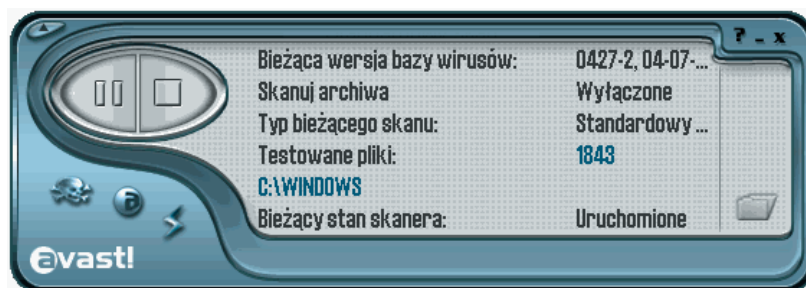 ? - x
Bieżąca wersja bazy wirusów: 0427-2, 04-07-...
Skanuj archiwa Wyłączone
Typ bieżącego skanu: Standardowy ...
Testowane pliki: 1843
C:\WINDOWS
Bieżący stan skanera: Uruchomione
avast!